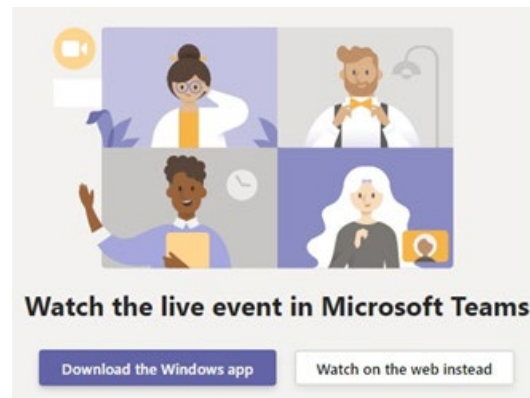 Watch the live event in Microsoft Teams
Download the Windows app
Watch on the web instead